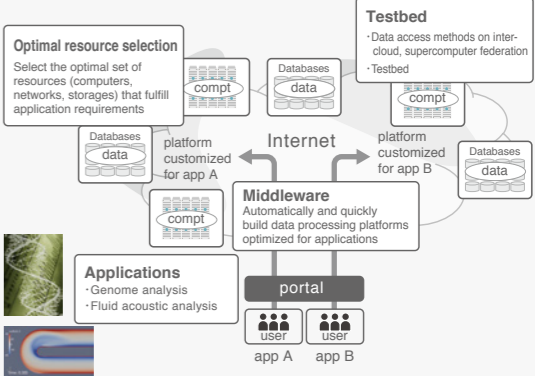 Optimal resource selection
Select the optimal set of
resources (computers,
networks, storages) that fulfill
application requirements
Testbed
・Data access methods on inter-
cloud, supercomputer federation
・Testbed
compt
Databases
data
compt
Databases
data
platform
customized
for app A
Internet
platform
customized
for app B
Databases
data
compt
Middleware
Automatically and quickly
build data processing platforms
optimized for applications
Applications
・Genome analysis
・Fluid acoustic analysis
portal
user
user
app A
app B